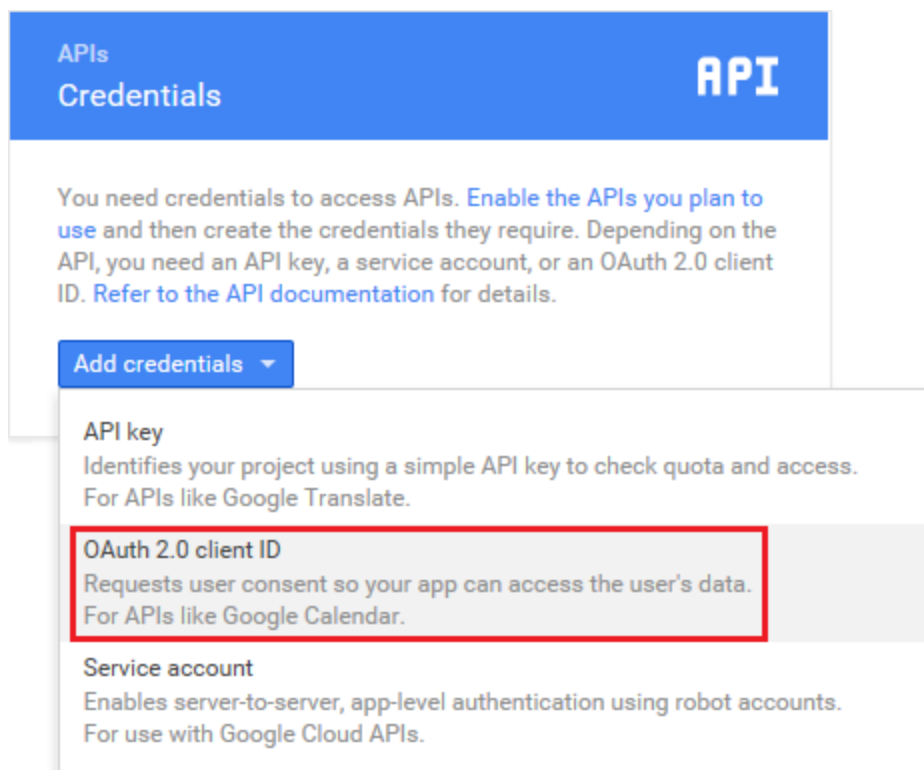 APIs
Credentials
API
You need credentials to access APIs. Enable the APIs you plan to
use and then create the credentials they require. Depending on the
API, you need an API key, a service account, or an OAuth 2.0 client
ID. Refer to the API documentation for details.
Add credentials
API key
Identifies your project using a simple API key to check quota and access.
For APIs like Google Translate.
OAuth 2.0 client ID
Requests user consent so your app can access the user's data.
For APIs like Google Calendar.
Service account
Enables server-to-server, app-level authentication using robot accounts.
For use with Google Cloud APIs.